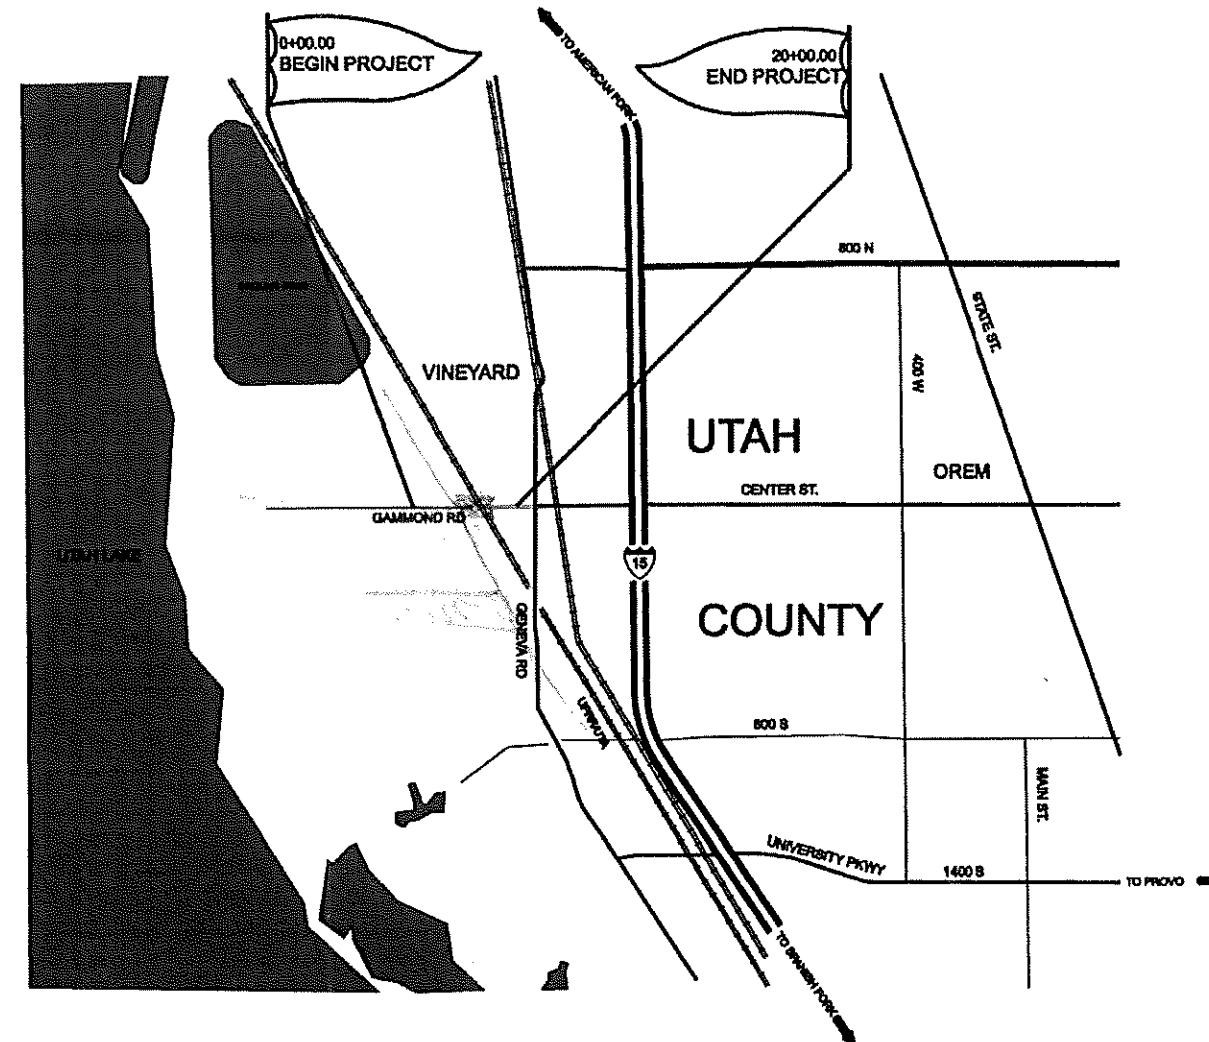 0+00.00
BEGIN PROJECT
20+00.00
END PROJECT
TO AMERICAN FORK
800 N
STATE ST.
400 W
VINEYARD
UTAH
OREM
CENTER ST.
GAMMOND RD
UTAH LAKE
15
COUNTY
GENEVA RD
800 S
MAIN ST.
UNIVERSITY PKWY
1400 S
TO PROVO
TO SPANISH FORK